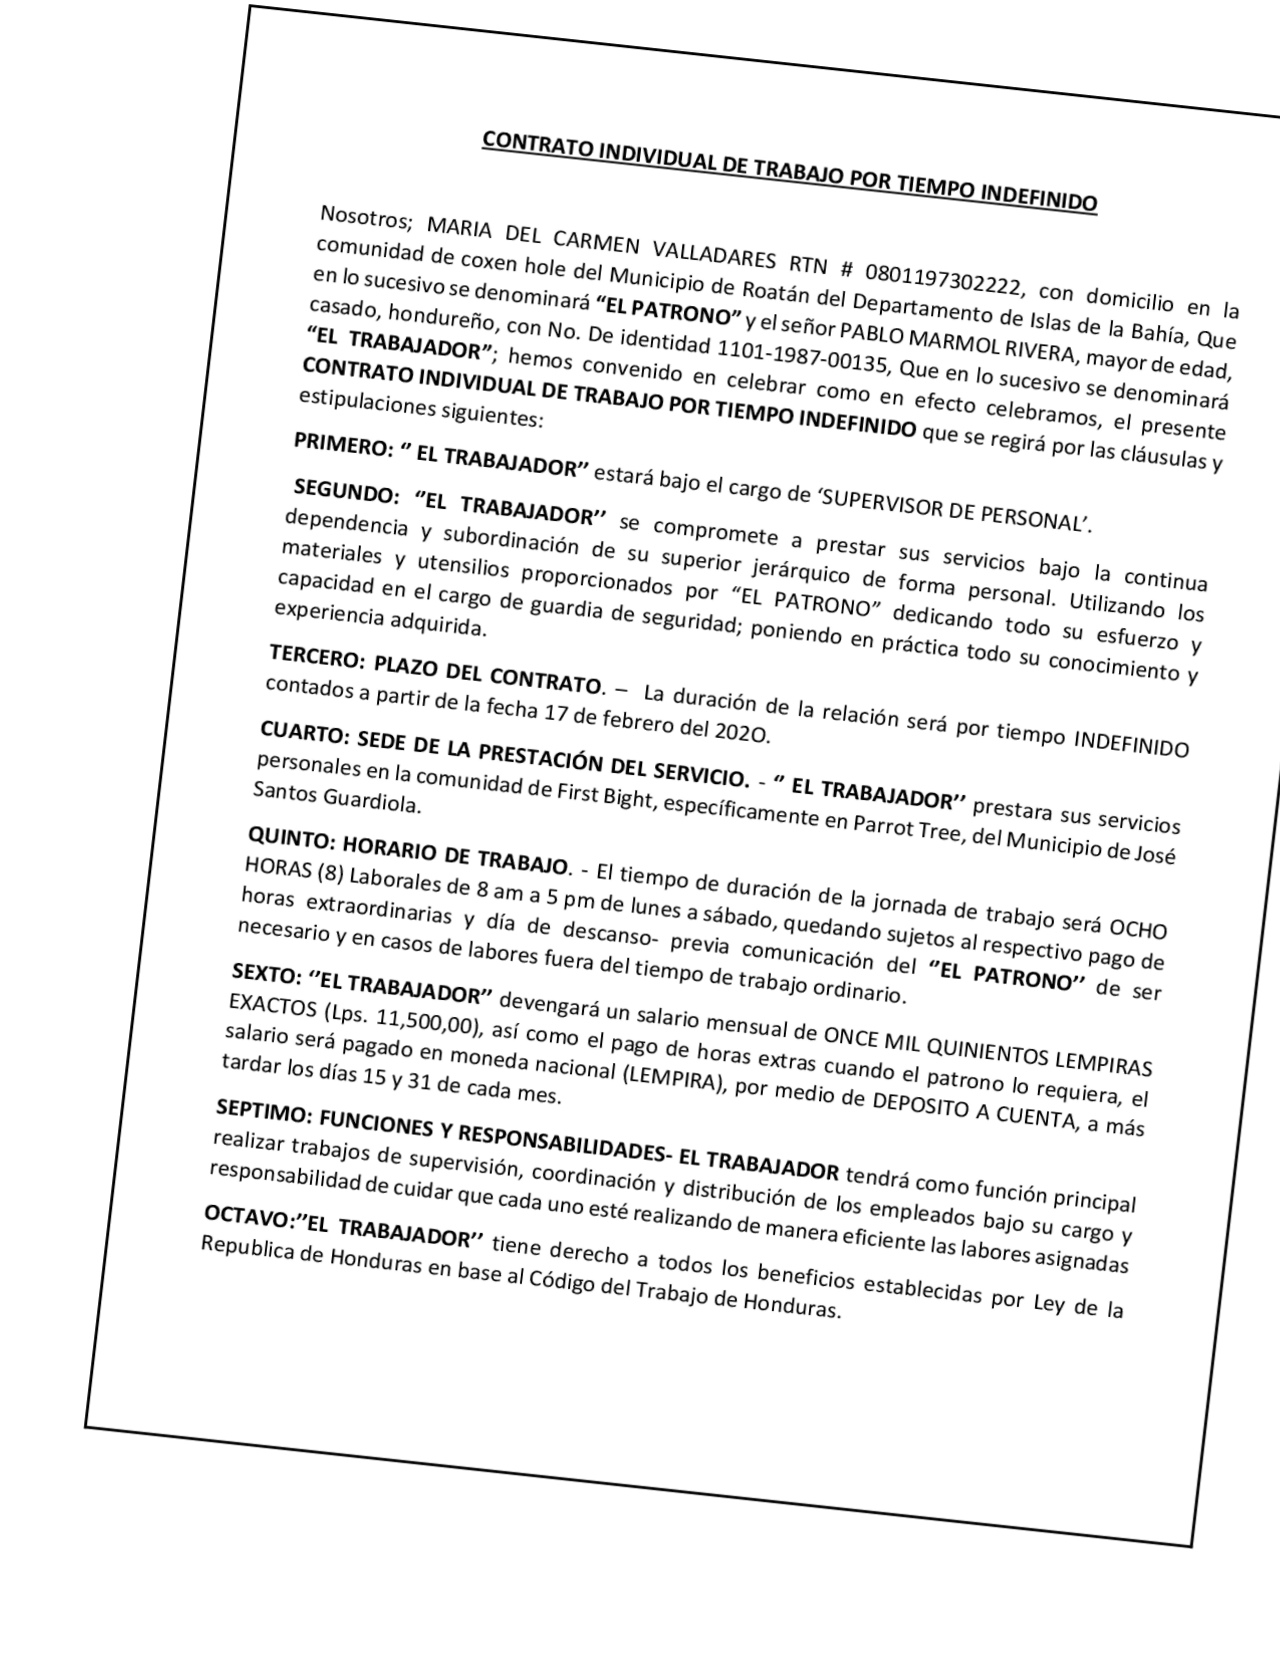 CONTRATO INDIVIDUAL DE TRABAJO POR TIEMPO INDEFINIDO
Nosotros; MARIA DEL CARMEN VALLADARES RTN # 0801197302222, con domicilio en la
comunidad de coxen hole del Municipio de Roatán del Departamento de Islas de la Bahía, Que
en lo sucesivo se denominará “EL PATRONO” y el señor PABLO MARMOL RIVERA, mayor de edad,
casado, hondureño, con No. De identidad 1101-1987-00135, Que en lo sucesivo se denominará
“EL TRABAJADOR”; hemos convenido en celebrar como en efecto celebramos, el presente
CONTRATO INDIVIDUAL DE TRABAJO POR TIEMPO INDEFINIDO que se regirá por las cláusulas y
estipulaciones siguientes:
PRIMERO: ‘’ EL TRABAJADOR’’ estará bajo el cargo de ‘SUPERVISOR DE PERSONAL’.
SEGUNDO: ‘’EL TRABAJADOR’’ se compromete a prestar sus servicios bajo la continua
dependencia y subordinación de su superior jerárquico de forma personal. Utilizando los
materiales y utensilios proporcionados por “EL PATRONO” dedicando todo su esfuerzo y
capacidad en el cargo de guardia de seguridad; poniendo en práctica todo su conocimiento y
experiencia adquirida.
TERCERO: PLAZO DEL CONTRATO. – La duración de la relación será por tiempo INDEFINIDO
contados a partir de la fecha 17 de febrero del 202O.
CUARTO: SEDE DE LA PRESTACIÓN DEL SERVICIO. - ‘’ EL TRABAJADOR’’ prestara sus servicios
personales en la comunidad de First Bight, específicamente en Parrot Tree, del Municipio de José
Santos Guardiola.
QUINTO: HORARIO DE TRABAJO. - El tiempo de duración de la jornada de trabajo será OCHO
HORAS (8) Laborales de 8 am a 5 pm de lunes a sábado, quedando sujetos al respectivo pago de
horas extraordinarias y día de descanso- previa comunicación del ‘’EL PATRONO’’ de ser
necesario y en casos de labores fuera del tiempo de trabajo ordinario.
SEXTO: ‘’EL TRABAJADOR’’ devengará un salario mensual de ONCE MIL QUINIENTOS LEMPIRAS
EXACTOS (Lps. 11,500,00), así como el pago de horas extras cuando el patrono lo requiera, el
salario será pagado en moneda nacional (LEMPIRA), por medio de DEPOSITO A CUENTA, a más
tardar los días 15 y 31 de cada mes.
SEPTIMO: FUNCIONES Y RESPONSABILIDADES- EL TRABAJADOR tendrá como función principal
realizar trabajos de supervisión, coordinación y distribución de los empleados bajo su cargo y
responsabilidad de cuidar que cada uno esté realizando de manera eficiente las labores asignadas
OCTAVO:’’EL TRABAJADOR’’ tiene derecho a todos los beneficios establecidas por Ley de la
Republica de Honduras en base al Código del Trabajo de Honduras.